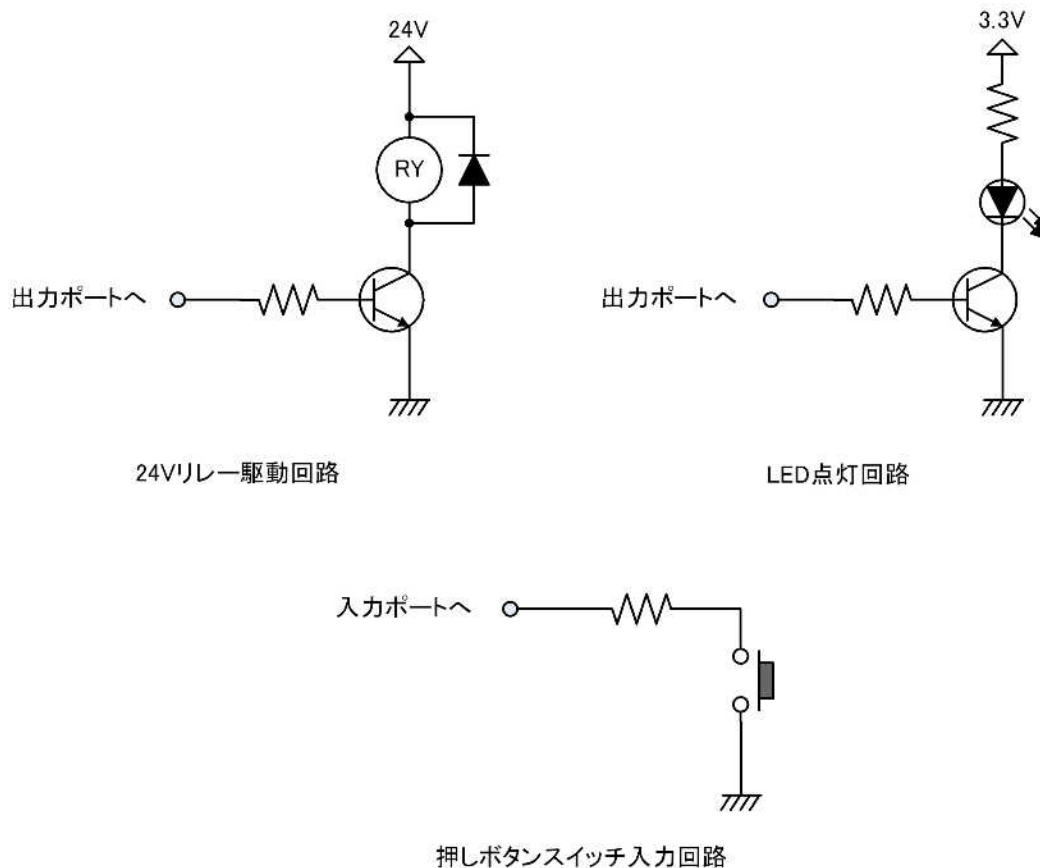 24V
3.3V
RY
出力ポートへ
出力ポートへ
24Vリレー駆動回路
LED点灯回路
入力ポートへ
押しボタンスイッチ入力回路